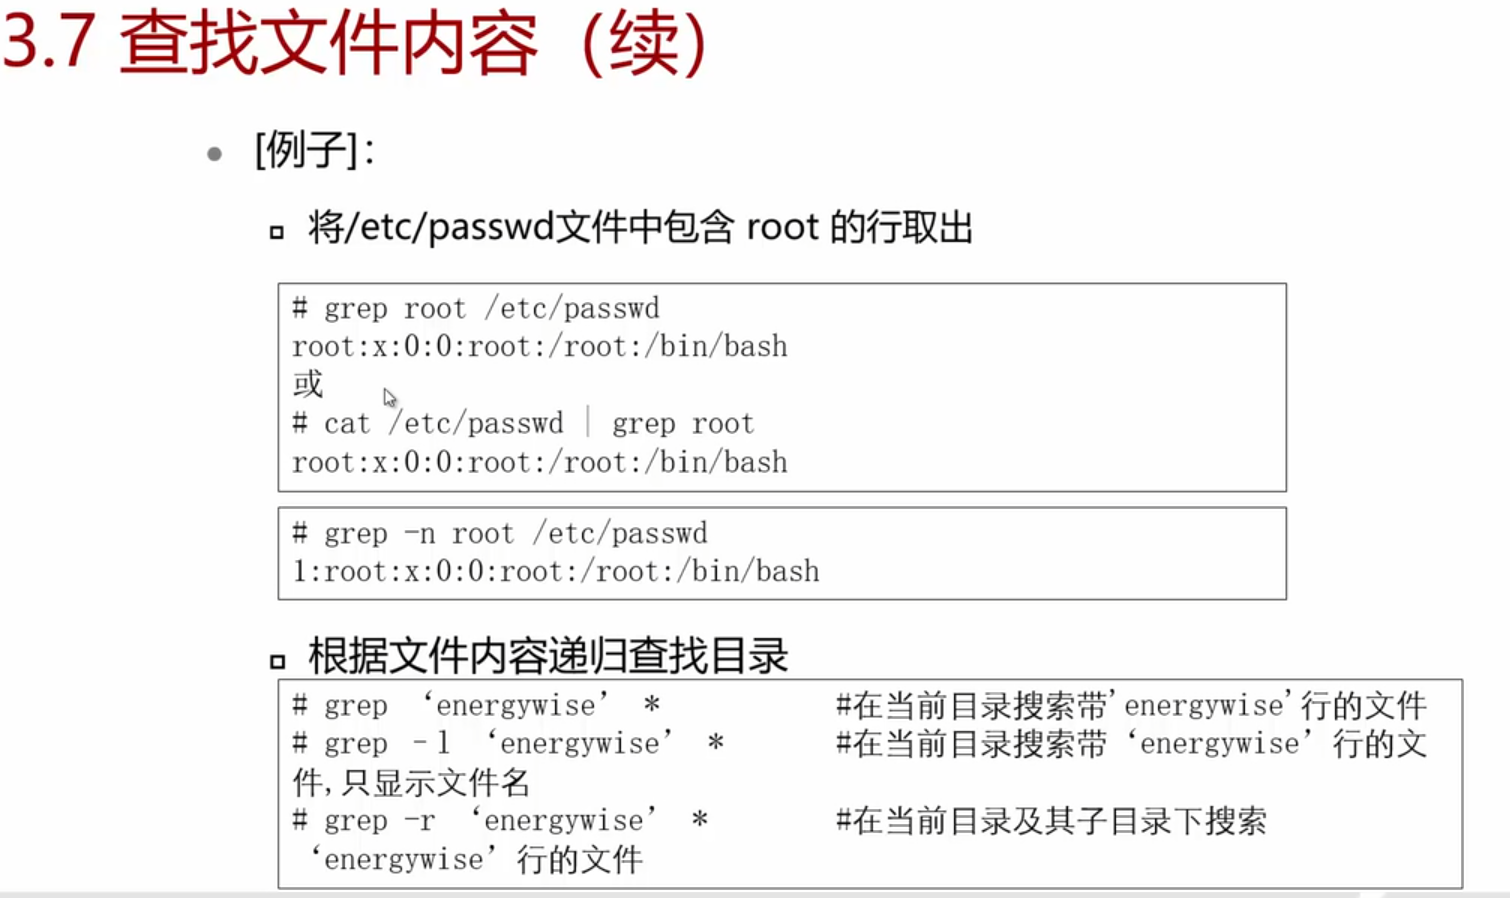 3.7 查找文件内容（续）
[例子]：
将/etc/passwd文件中包含 root 的行取出
# grep root /etc/passwd
root:x:0:0:root:/root:/bin/bash
或
# cat /etc/passwd | grep root
root:x:0:0:root:/root:/bin/bash
# grep -n root /etc/passwd
1:root:x:0:0:root:/root:/bin/bash
根据文件内容递归查找目录
# grep ‘energywise’ * #在当前目录搜索带'energywise'行的文件
# grep –l ‘energywise’ * #在当前目录搜索带‘energywise’行的文
件,只显示文件名
# grep -r ‘energywise’ * #在当前目录及其子目录下搜索
‘energywise’行的文件